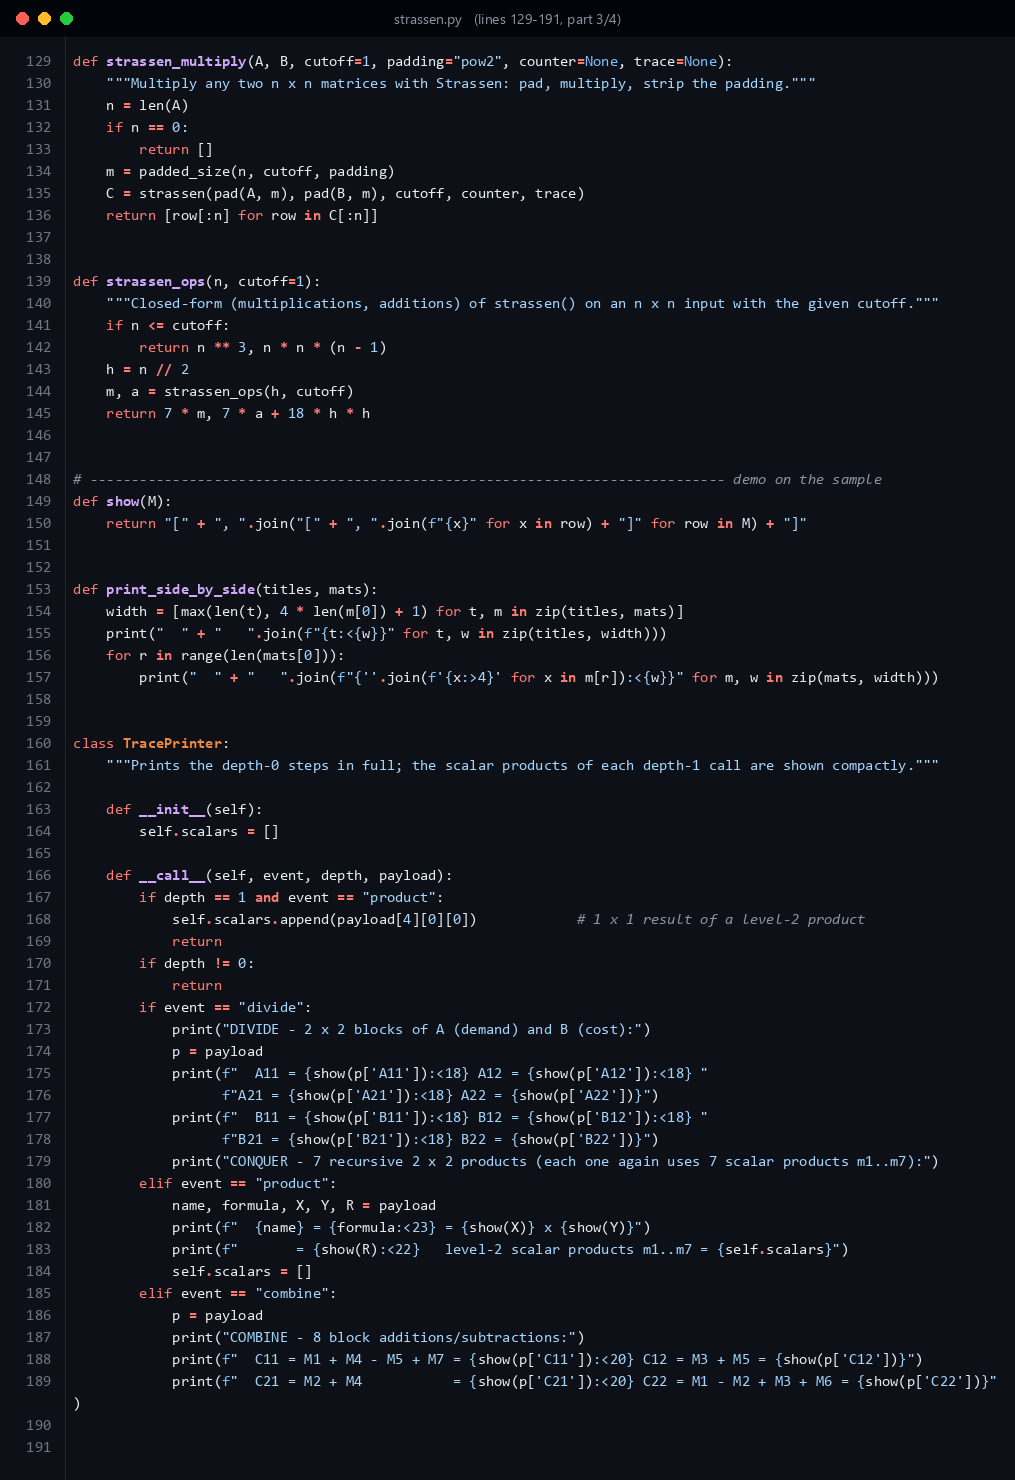 strassen.py   (lines 129-191, part 3/4)
129 def strassen_multiply(A, B, cutoff=1, padding="pow2", counter=None, trace=None):
130     """Multiply any two n x n matrices with Strassen: pad, multiply, strip the padding."""
131     n = len(A)
132     if n == 0:
133         return []
134     m = padded_size(n, cutoff, padding)
135     C = strassen(pad(A, m), pad(B, m), cutoff, counter, trace)
136     return [row[:n] for row in C[:n]]
137
138
139 def strassen_ops(n, cutoff=1):
140     """Closed-form (multiplications, additions) of strassen() on an n x n input with the given cutoff."""
141     if n <= cutoff:
142         return n ** 3, n * n * (n - 1)
143     h = n // 2
144     m, a = strassen_ops(h, cutoff)
145     return 7 * m, 7 * a + 18 * h * h
146
147
148 # ----------------------------------------------------------------------------- demo on the sample
149 def show(M):
150     return "[" + ", ".join("[" + ", ".join(f"{x}" for x in row) + "]" for row in M) + "]"
151
152
153 def print_side_by_side(titles, mats):
154     width = [max(len(t), 4 * len(m[0]) + 1) for t, m in zip(titles, mats)]
155     print("  " + "   ".join(f"{t:<{w}}" for t, w in zip(titles, width)))
156     for r in range(len(mats[0])):
157         print("  " + "   ".join(f"{''.join(f'{x:>4}' for x in m[r]):<{w}}" for m, w in zip(mats, width)))
158
159
160 class TracePrinter:
161     """Prints the depth-0 steps in full; the scalar products of each depth-1 call are shown compactly."""
162
163     def __init__(self):
164         self.scalars = []
165
166     def __call__(self, event, depth, payload):
167         if depth == 1 and event == "product":
168             self.scalars.append(payload[4][0][0])            # 1 x 1 result of a level-2 product
169             return
170         if depth != 0:
171             return
172         if event == "divide":
173             print("DIVIDE - 2 x 2 blocks of A (demand) and B (cost):")
174             p = payload
175             print(f"  A11 = {show(p['A11']):<18} A12 = {show(p['A12']):<18} "
176                   f"A21 = {show(p['A21']):<18} A22 = {show(p['A22'])}")
177             print(f"  B11 = {show(p['B11']):<18} B12 = {show(p['B12']):<18} "
178                   f"B21 = {show(p['B21']):<18} B22 = {show(p['B22'])}")
179             print("CONQUER - 7 recursive 2 x 2 products (each one again uses 7 scalar products m1..m7):")
180         elif event == "product":
181             name, formula, X, Y, R = payload
182             print(f"  {name} = {formula:<23} = {show(X)} x {show(Y)}")
183             print(f"       = {show(R):<22}   level-2 scalar products m1..m7 = {self.scalars}")
184             self.scalars = []
185         elif event == "combine":
186             p = payload
187             print("COMBINE - 8 block additions/subtractions:")
188             print(f"  C11 = M1 + M4 - M5 + M7 = {show(p['C11']):<20} C12 = M3 + M5 = {show(p['C12'])}")
189             print(f"  C21 = M2 + M4           = {show(p['C21']):<20} C22 = M1 - M2 + M3 + M6 = {show(p['C22'])}"
)
190
191